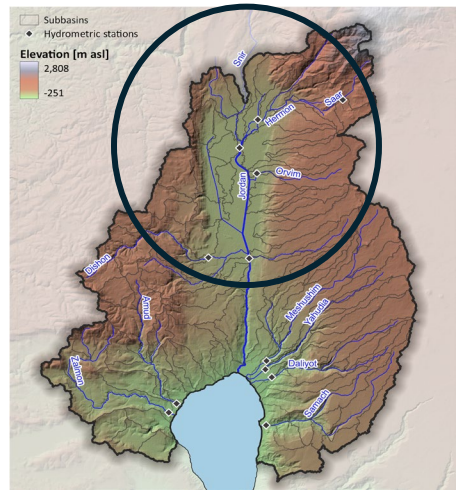 Subbasins
Hydrometric stations
Elevation [m asl]
2,808
-251
Snir
Saar
Hermon
Orvim
Jordan
Dishon
Meshushim
Yahudia
Amud
Daliyot
Zalmon
Samach